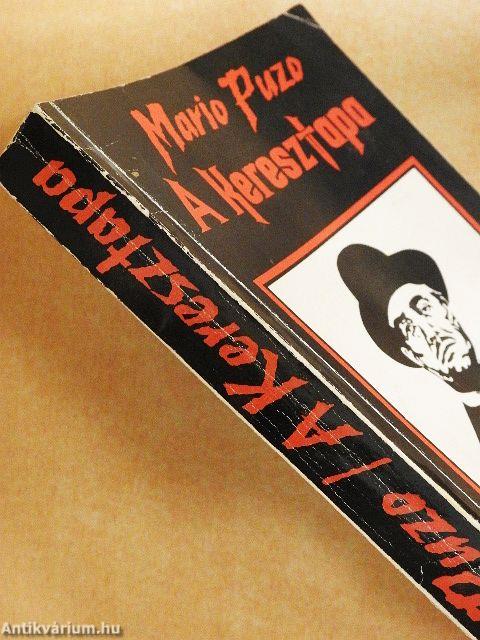 Mario Puzo
A Keresztapa
Puzo / A Keresztapa
Antikvárium.hu